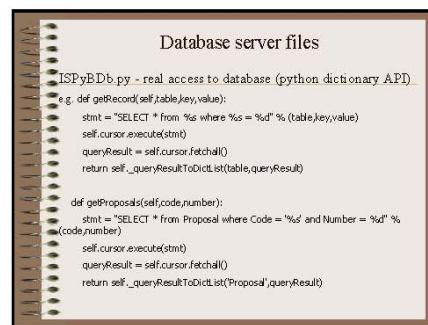 Database server files
ISPyBDb.py - real access to database (python dictionary API)
e.g. def getRecord(self,table,key,value):
stmt = "SELECT * from %s where %s = %d" % (table,key,value)
self.cursor.execute(stmt)
queryResult = self.cursor.fetchall()
return self._queryResultToDictList(table,queryResult)
def getProposals(self,code,number):
stmt = "SELECT * from Proposal where Code = '%s' and Number = %d" %
(code,number)
self.cursor.execute(stmt)
queryResult = self.cursor.fetchall()
return self._queryResultToDictList('Proposal',queryResult)